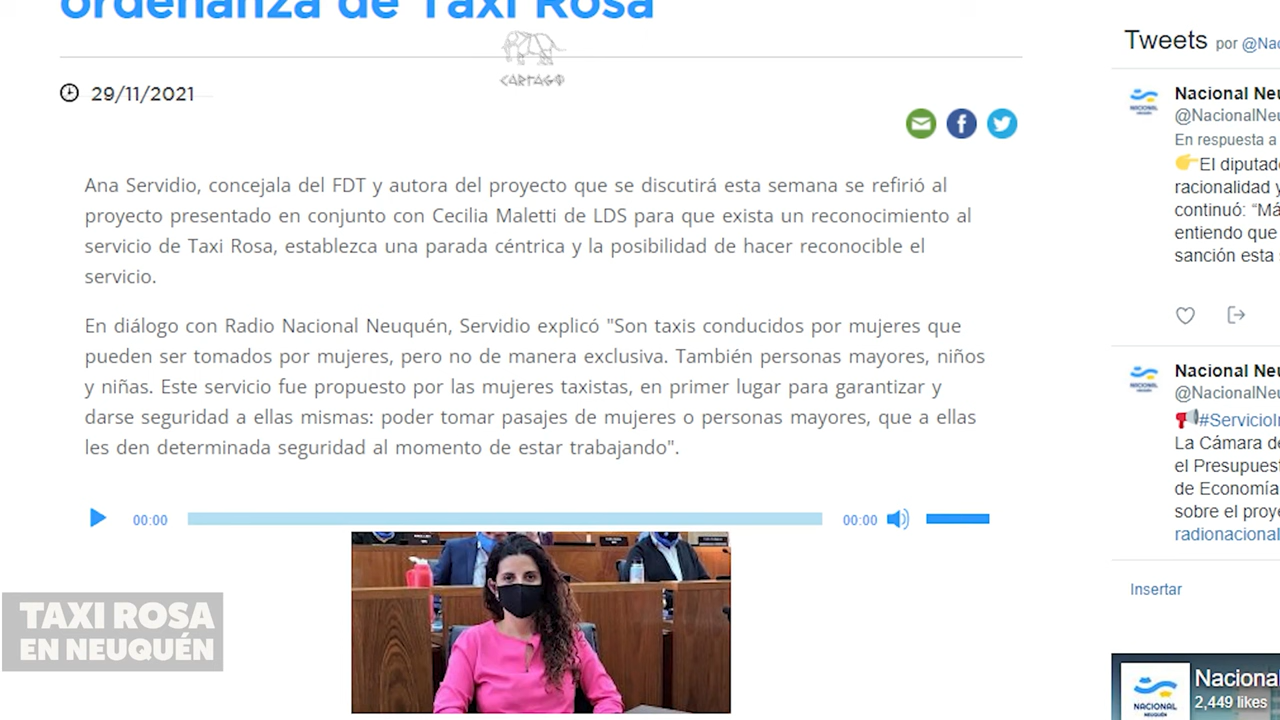 ordenanza de Taxi Rosa
CARTAGO
29/11/2021
Ana Servidio, concejala del FDT y autora del proyecto que se discutirá esta semana se refirió al
proyecto presentado en conjunto con Cecilia Maletti de LDS para que exista un reconocimiento al
servicio de Taxi Rosa, establezca una parada céntrica y la posibilidad de hacer reconocible el
servicio.
En diálogo con Radio Nacional Neuquén, Servidio explicó "Son taxis conducidos por mujeres que
pueden ser tomados por mujeres, pero no de manera exclusiva. También personas mayores, niños
y niñas. Este servicio fue propuesto por las mujeres taxistas, en primer lugar para garantizar y
darse seguridad a ellas mismas: poder tomar pasajes de mujeres o personas mayores, que a ellas
les den determinada seguridad al momento de estar trabajando".
00:00
00:00
TAXI ROSA
EN NEUQUÉN
Tweets por @Nac
Nacional Neu
@NacionalNeu
En respuesta a
El diputado
racionalidad y
continuó: “Má
entiendo que
sanción esta
NACIONAL
Nacional Neu
@NacionalNeu
#ServicioIn
La Cámara de
el Presupuest
de Economía
sobre el proye
radionacional
NACIONAL
Insertar
Naciona
2,449 likes
NACIONAL
NEUQUÉN